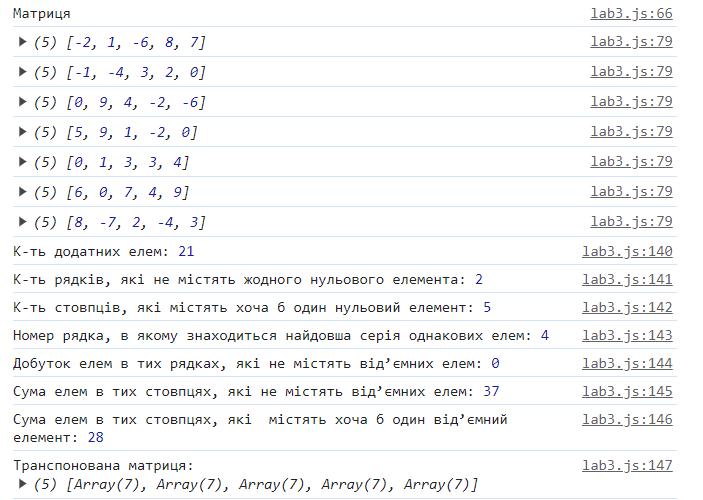 Матриця lab3.js:66
▶ (5) [-2, 1, -6, 8, 7] lab3.js:79
▶ (5) [-1, -4, 3, 2, 0] lab3.js:79
▶ (5) [0, 9, 4, -2, -6] lab3.js:79
▶ (5) [5, 9, 1, -2, 0] lab3.js:79
▶ (5) [0, 1, 3, 3, 4] lab3.js:79
▶ (5) [6, 0, 7, 4, 9] lab3.js:79
▶ (5) [8, -7, 2, -4, 3] lab3.js:79
К-ть додатних елем: 21 lab3.js:140
К-ть рядків, які не містять жодного нульового елемента: 2 lab3.js:141
К-ть стовпців, які містять хоча б один нульовий елемент: 5 lab3.js:142
Номер рядка, в якому знаходиться найдовша серія однакових елем: 4 lab3.js:143
Добуток елем в тих рядках, які не містять від’ємних елем: 0 lab3.js:144
Сума елем в тих стовпцях, які не містять від’ємних елем: 37 lab3.js:145
Сума елем в тих стовпцях, які  містять хоча б один від’ємний lab3.js:146
елемент: 28
Транспонована матриця: lab3.js:147
▶ (5) [Array(7), Array(7), Array(7), Array(7), Array(7)]